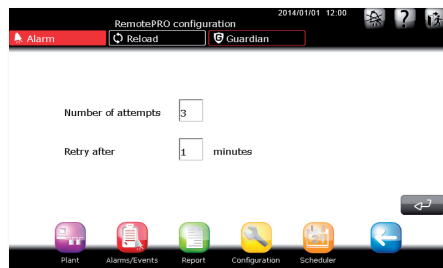 2014/01/01 12:00
RemotePRO configuration
?
Alarm
Reload
G Guardian
Number of attempts 3
Retry after 1 minutes
Plant Alarms/Events Report Configuration Scheduler